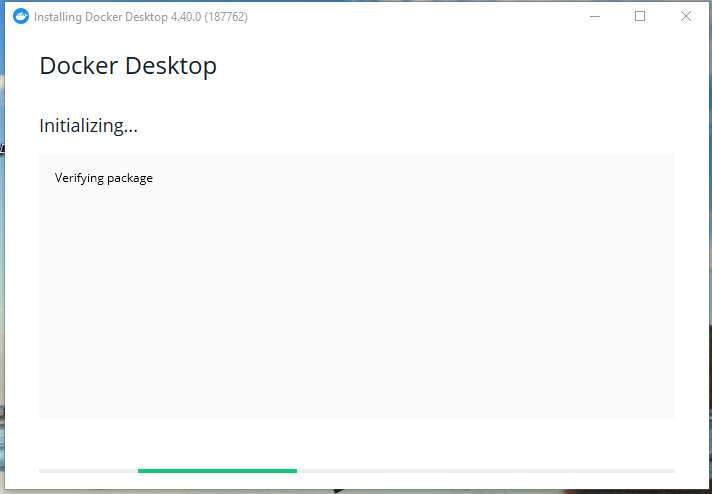 Installing Docker Desktop 4.40.0 (187762)
Docker Desktop
Initializing...
Verifying package